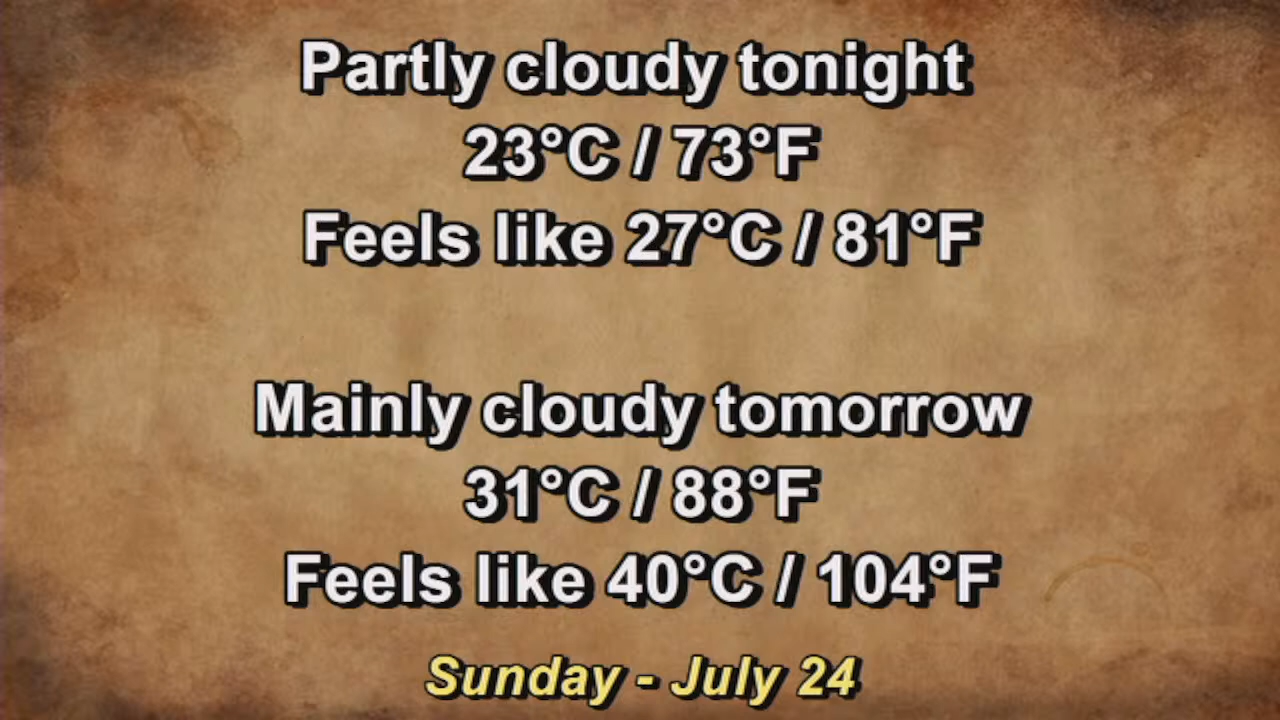 Partly cloudy tonight
23°C / 73°F
Feels like 27°C / 81°F
Mainly cloudy tomorrow
31°C / 88°F
Feels like 40°C / 104°F
Sunday - July 24